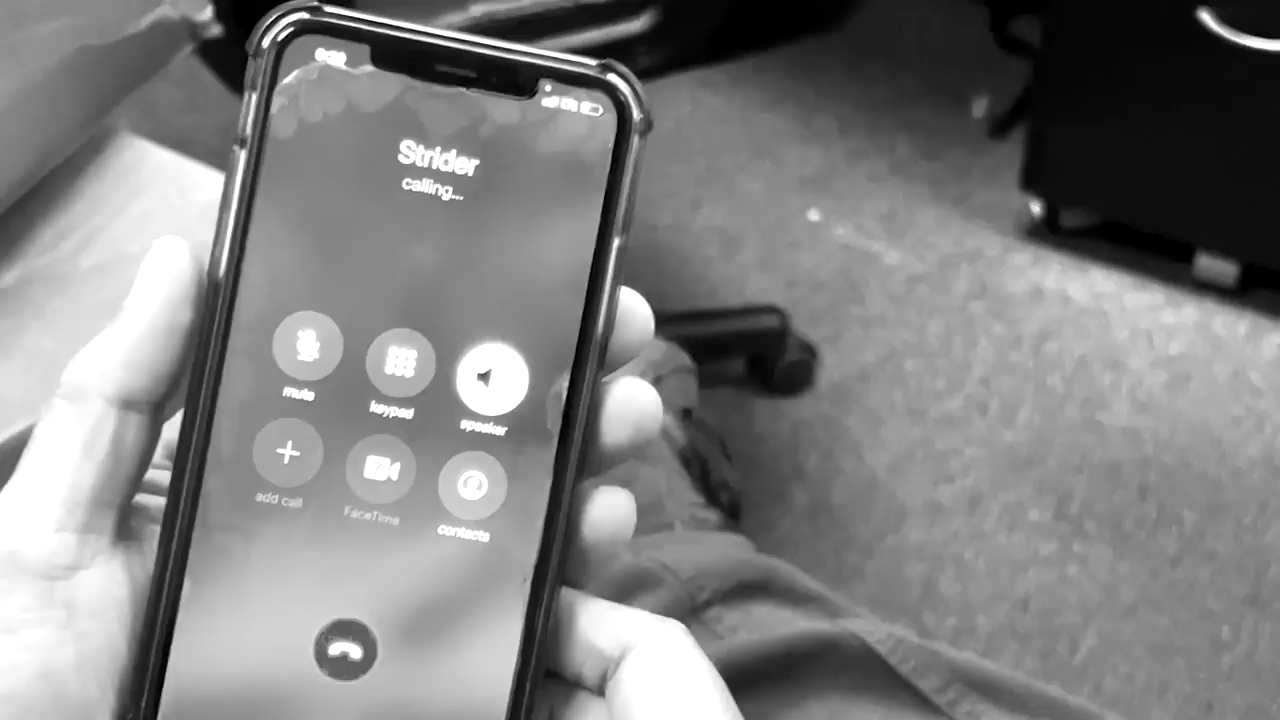 Strider
calling...
mute
keypad
speaker
add call
FaceTime
contacts